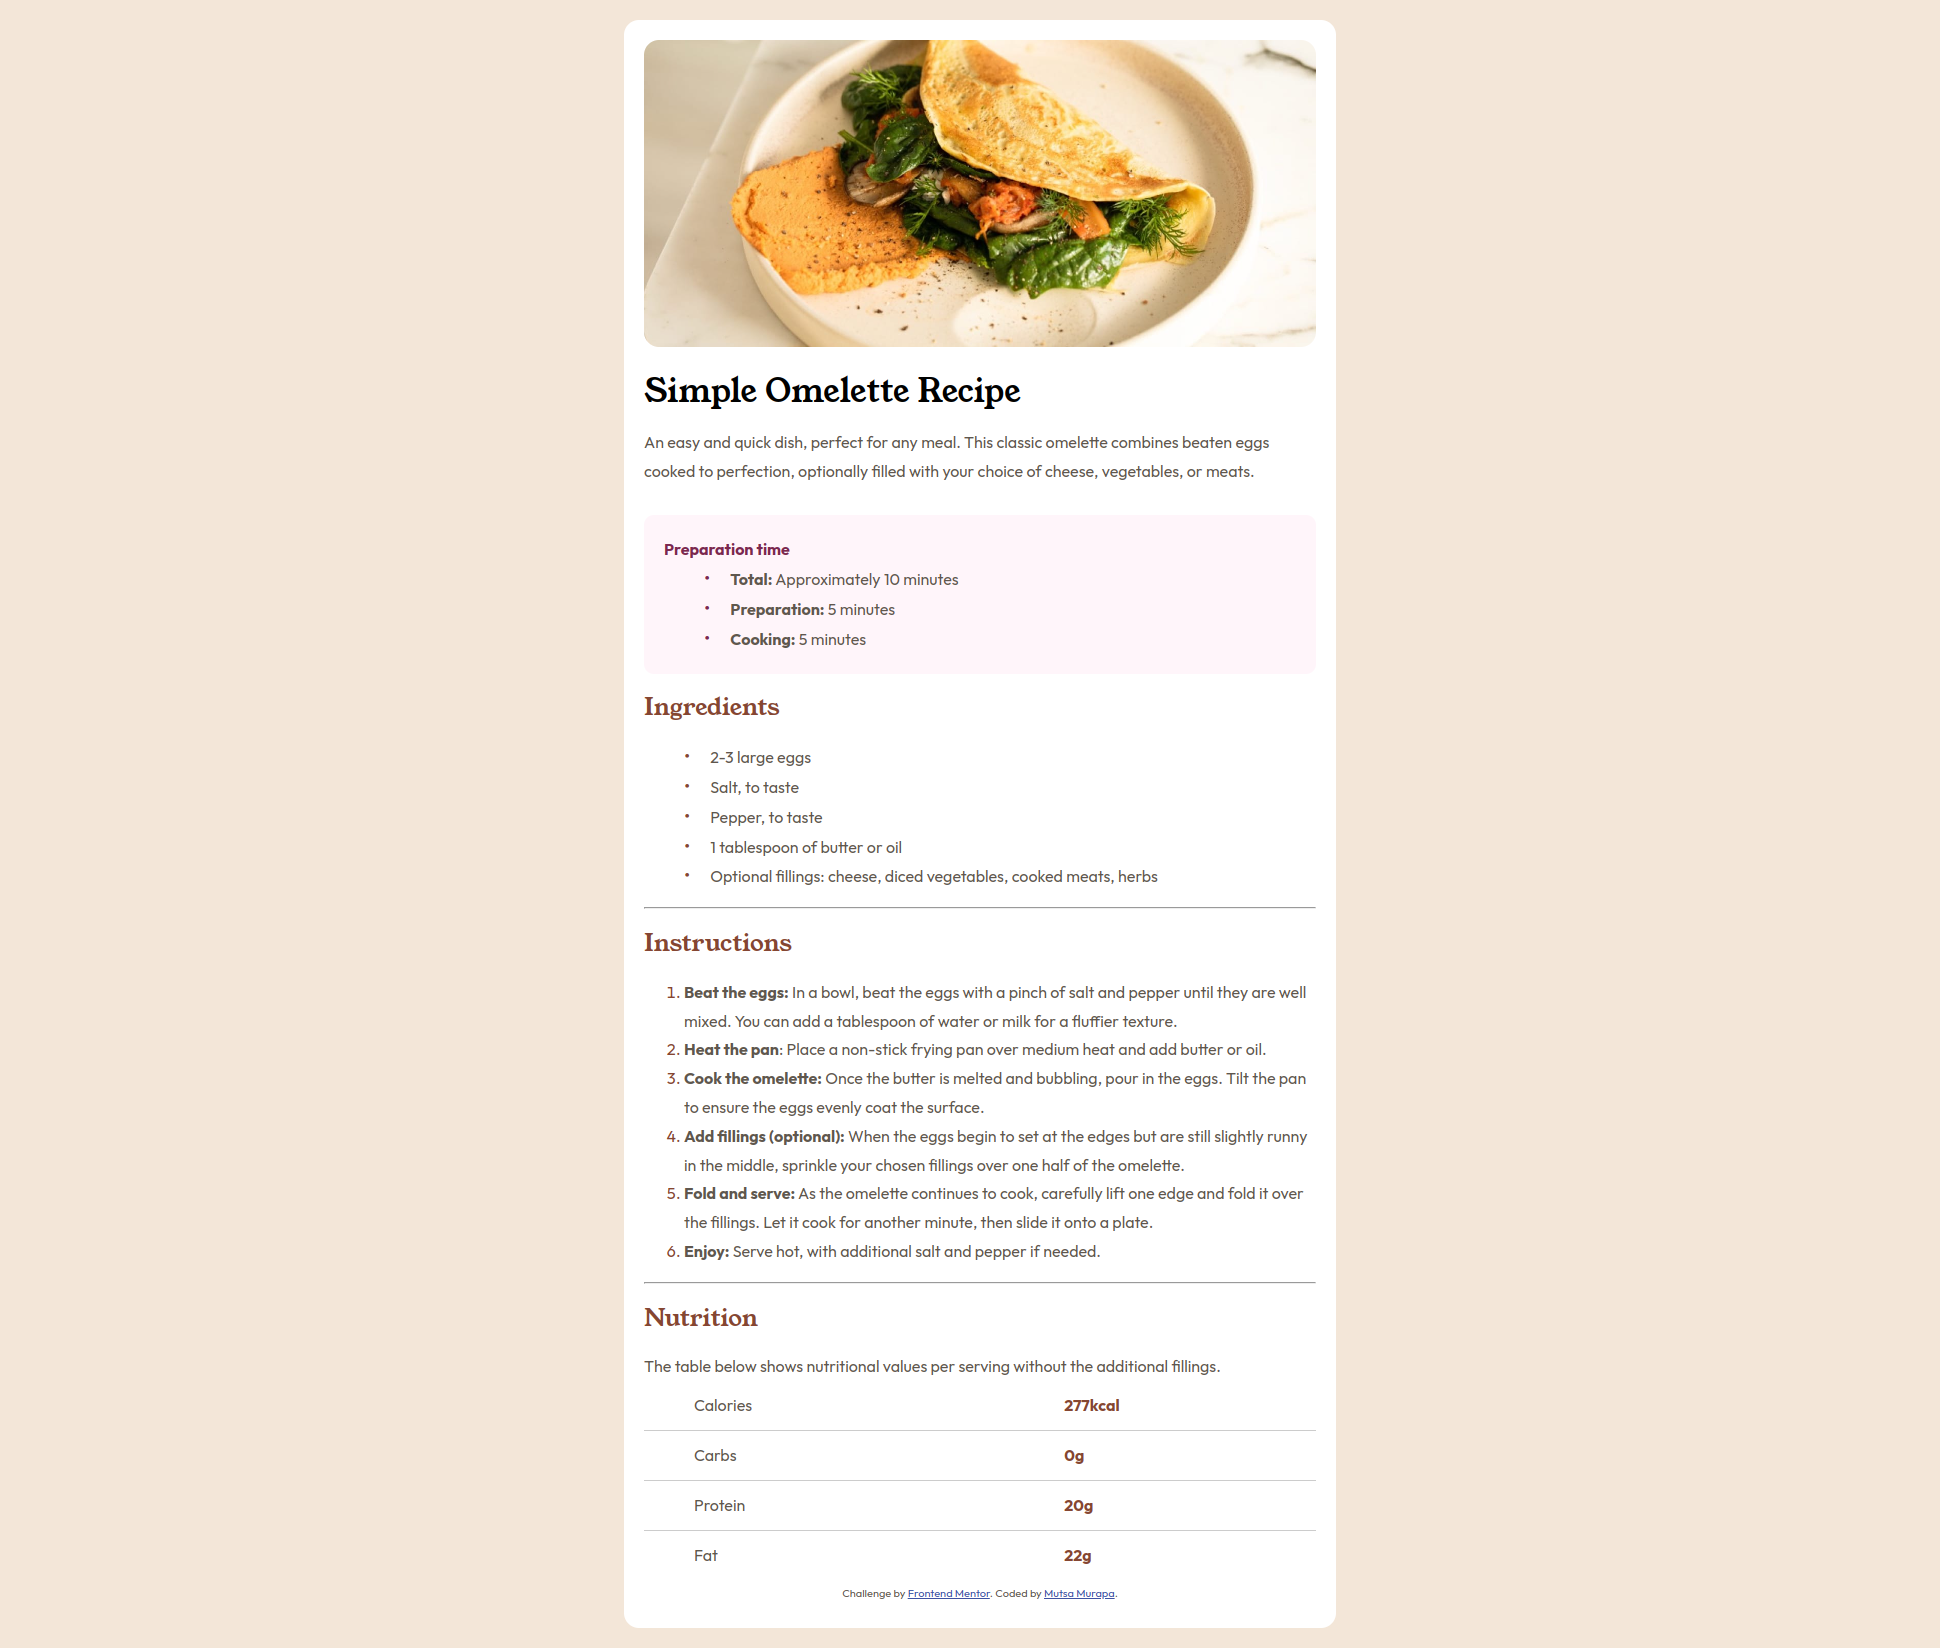 Simple Omelette Recipe
An easy and quick dish, perfect for any meal. This classic omelette combines beaten eggs
cooked to perfection, optionally filled with your choice of cheese, vegetables, or meats.
Preparation time
• Total: Approximately 10 minutes
• Preparation: 5 minutes
• Cooking: 5 minutes
Ingredients
• 2-3 large eggs
• Salt, to taste
• Pepper, to taste
• 1 tablespoon of butter or oil
• Optional fillings: cheese, diced vegetables, cooked meats, herbs
Instructions
1. Beat the eggs: In a bowl, beat the eggs with a pinch of salt and pepper until they are well
mixed. You can add a tablespoon of water or milk for a fluffier texture.
2. Heat the pan: Place a non-stick frying pan over medium heat and add butter or oil.
3. Cook the omelette: Once the butter is melted and bubbling, pour in the eggs. Tilt the pan
to ensure the eggs evenly coat the surface.
4. Add fillings (optional): When the eggs begin to set at the edges but are still slightly runny
in the middle, sprinkle your chosen fillings over one half of the omelette.
5. Fold and serve: As the omelette continues to cook, carefully lift one edge and fold it over
the fillings. Let it cook for another minute, then slide it onto a plate.
6. Enjoy: Serve hot, with additional salt and pepper if needed.
Nutrition
The table below shows nutritional values per serving without the additional fillings.
Calories 277kcal
Carbs 0g
Protein 20g
Fat 22g
Challenge by Frontend Mentor. Coded by Mutsa Murapa.